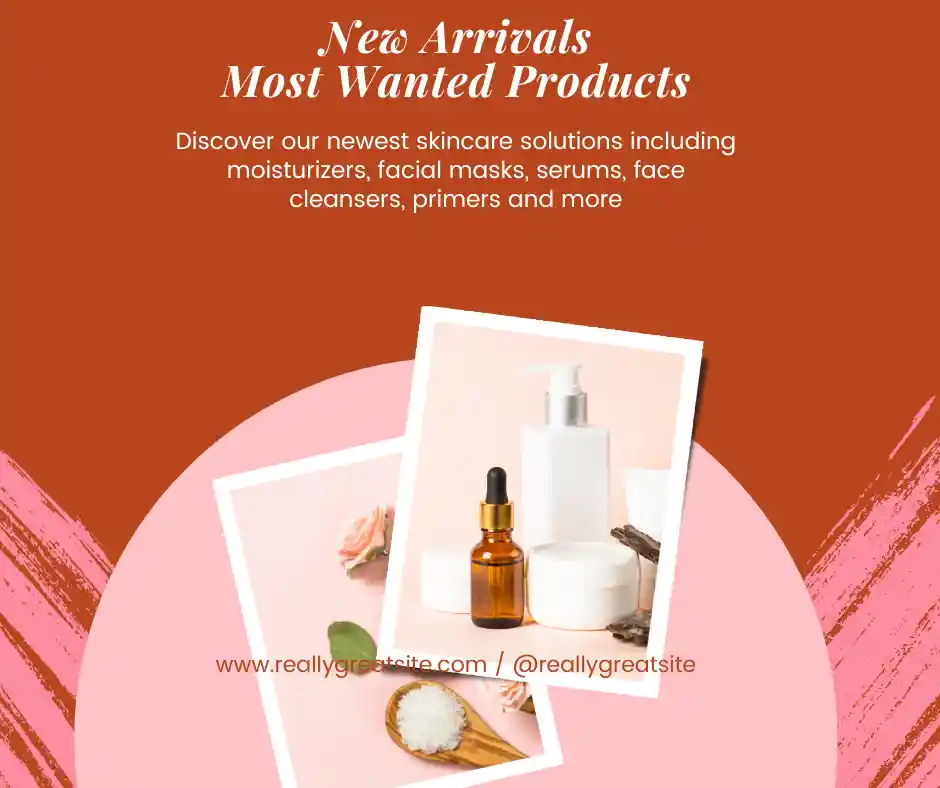 New Arrivals
Most Wanted Products
Discover our newest skincare solutions including
moisturizers, facial masks, serums, face
cleansers, primers and more
www.reallygreatsite.com / @reallygreatsite